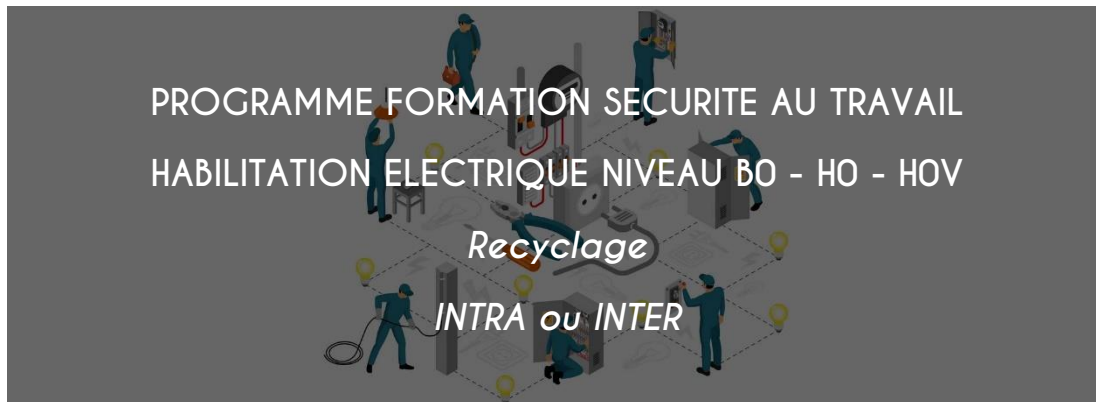 PROGRAMME FORMATION SECURITE AU TRAVAIL
HABILITATION ELECTRIQUE NIVEAU B0 - H0 - H0V
Recyclage
INTRA ou INTER